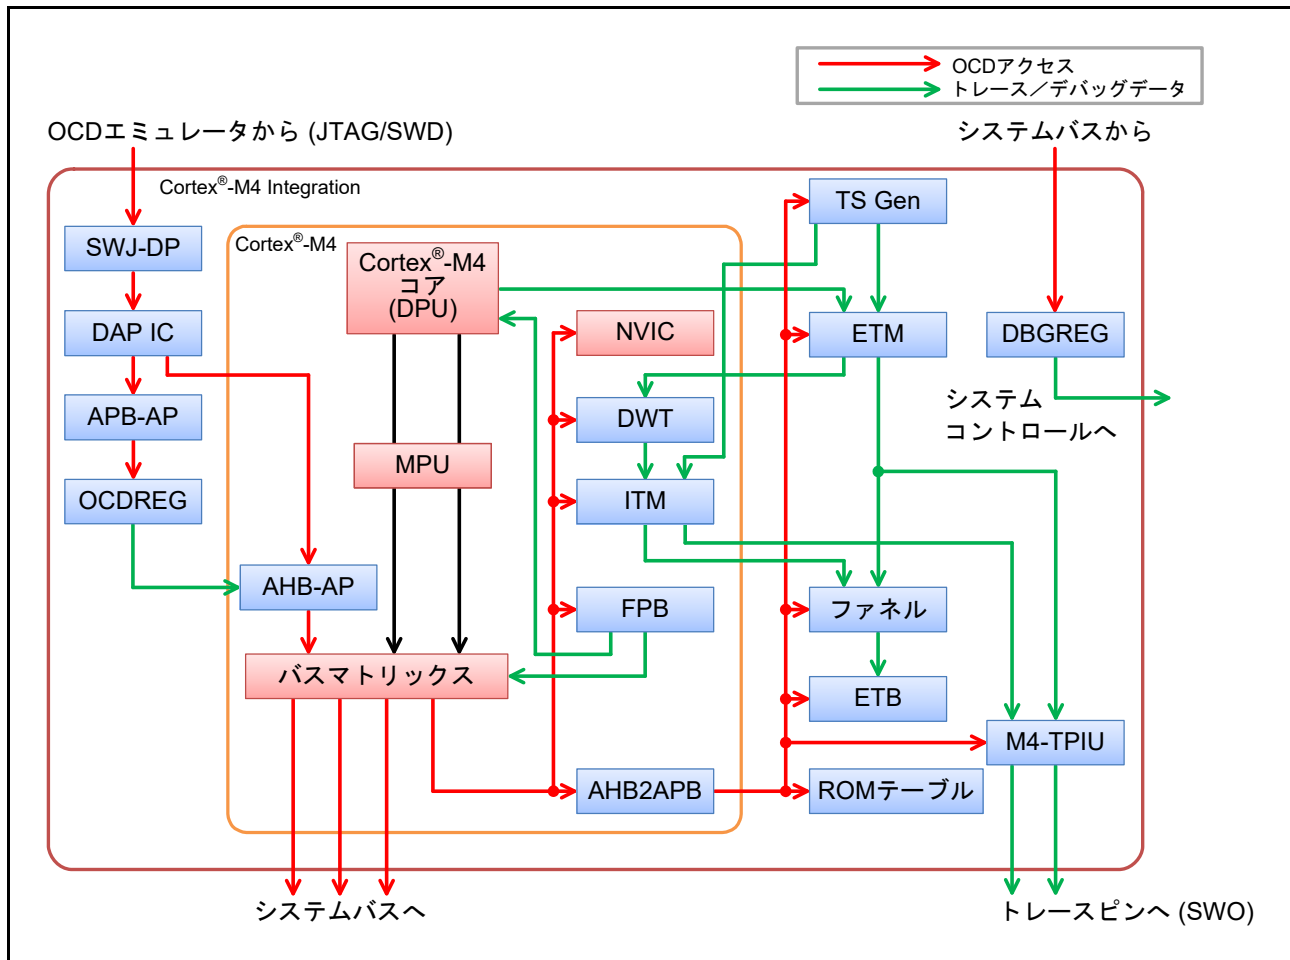 OCDアクセス
トレース／デバッグデータ
OCDエミュレータから (JTAG/SWD)
システムバスから
Cortex®-M4 Integration
TS Gen
SWJ-DP
Cortex®-M4
Cortex®-M4
コア
(DPU)
DAP IC
NVIC
ETM
DBGREG
APB-AP
DWT
システム
コントロールへ
MPU
OCDREG
ITM
AHB-AP
FPB
ファネル
バスマトリックス
ETB
M4-TPIU
AHB2APB
ROMテーブル
システムバスへ
トレースピンへ (SWO)